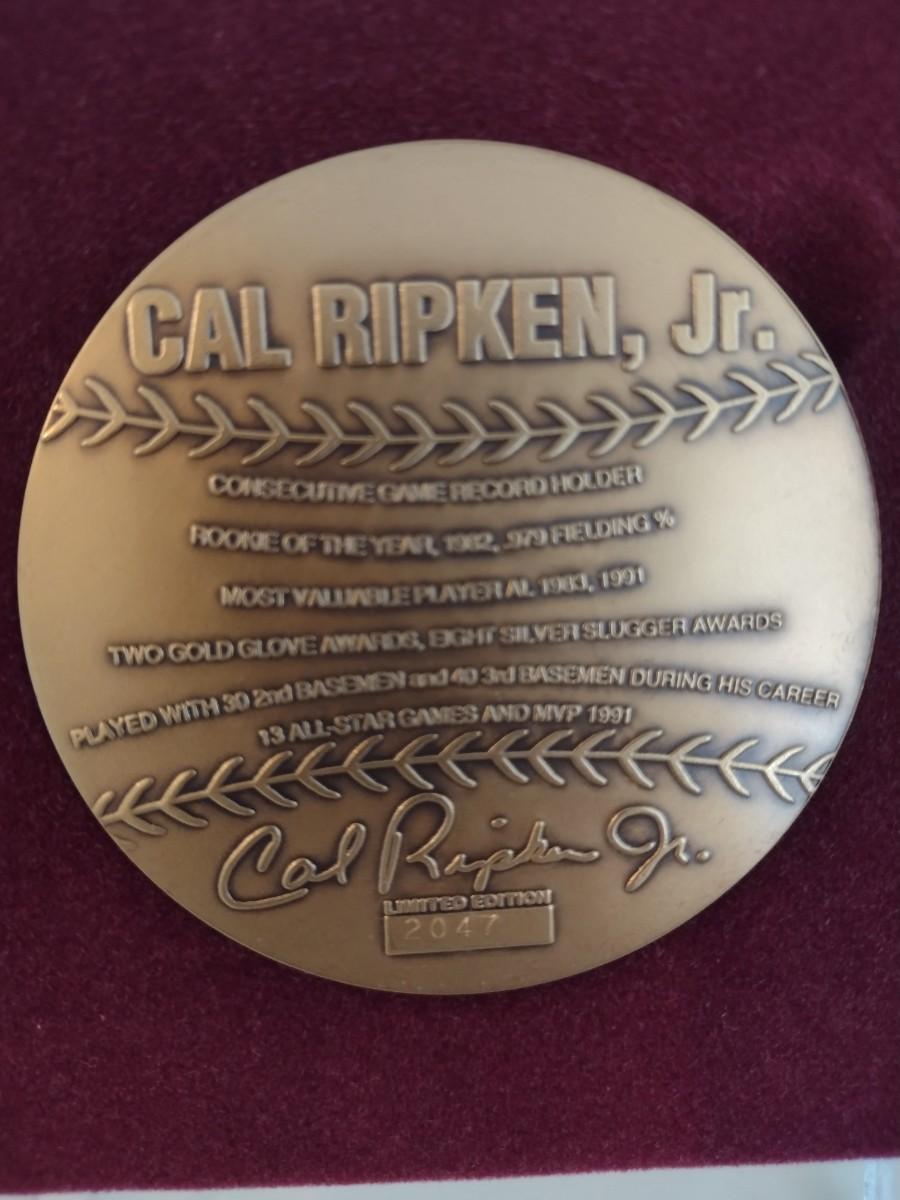 CAL RIPKEN, Jr.
CONSECUTIVE GAME RECORD HOLDER
ROOKIE OF THE YEAR, 1982, .979 FIELDING %
MOST VALUABLE PLAYER AL 1983, 1991
TWO GOLD GLOVE AWARDS, EIGHT SILVER SLUGGER AWARDS
PLAYED WITH 30 2nd BASEMEN and 40 3rd BASEMEN DURING HIS CAREER
13 ALL-STAR GAMES AND MVP 1991
Cal Ripken Jr.
LIMITED EDITION
2047